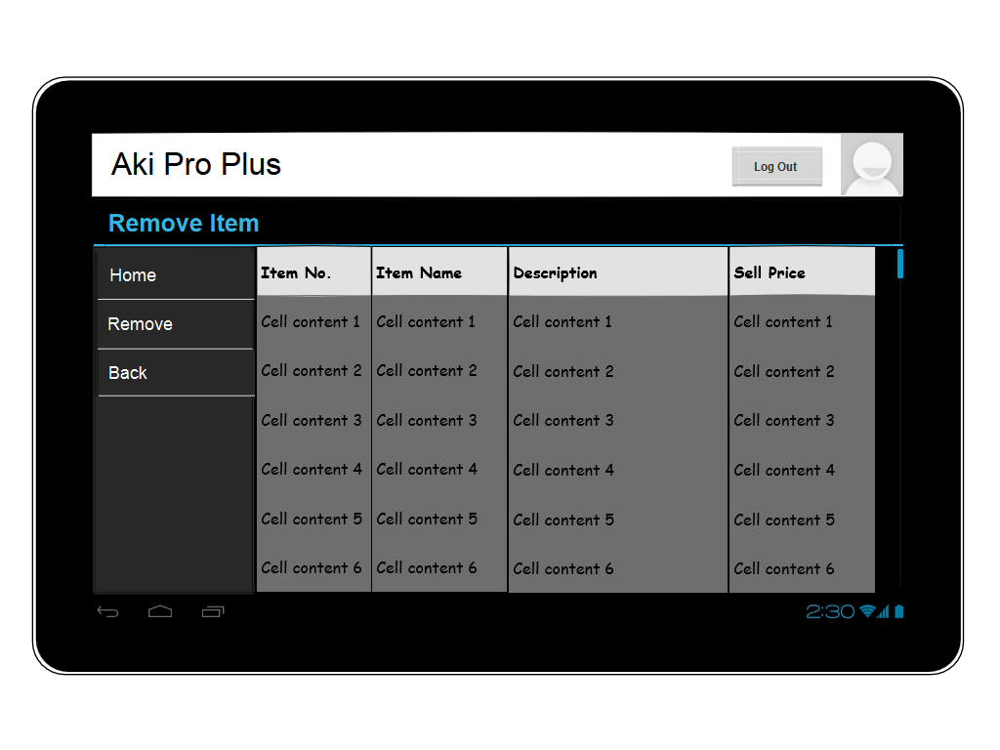 Aki Pro Plus
Log Out
Remove Item
Home
Remove
Back
Item No. Item Name Description Sell Price
Cell content 1 Cell content 1 Cell content 1 Cell content 1
Cell content 2 Cell content 2 Cell content 2 Cell content 2
Cell content 3 Cell content 3 Cell content 3 Cell content 3
Cell content 4 Cell content 4 Cell content 4 Cell content 4
Cell content 5 Cell content 5 Cell content 5 Cell content 5
Cell content 6 Cell content 6 Cell content 6 Cell content 6
2:30